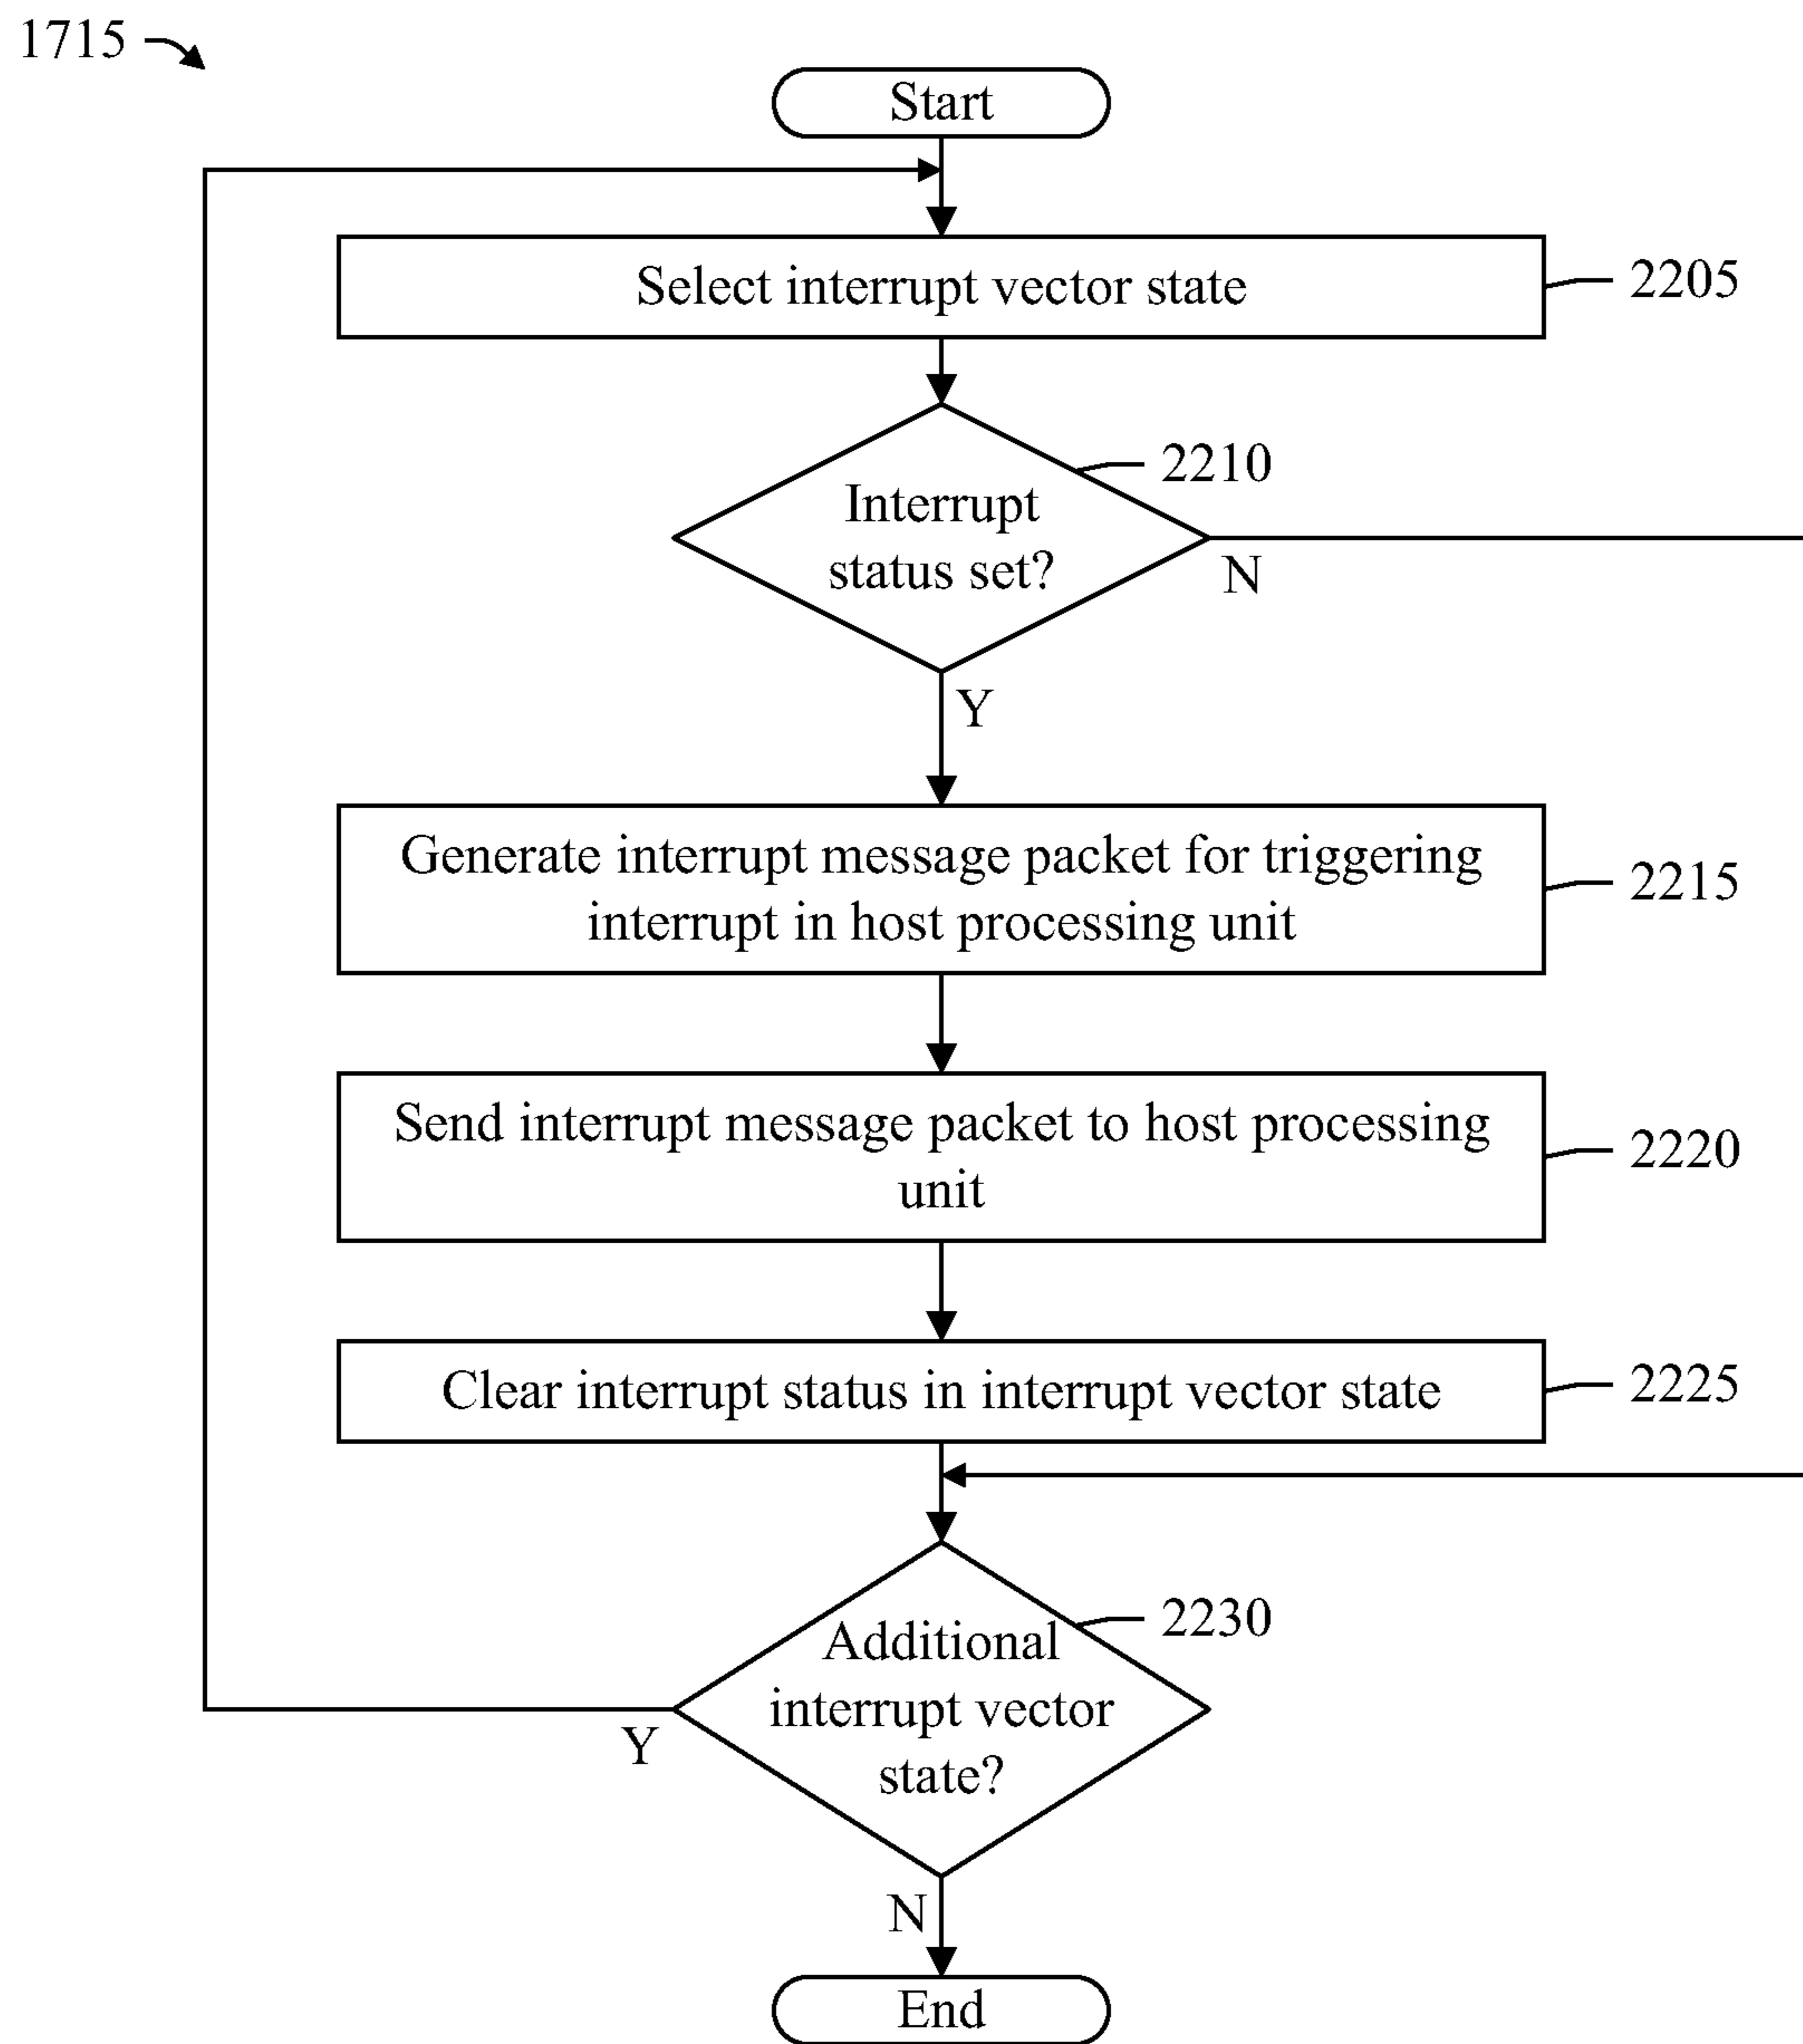 1715
Start
Select interrupt vector state
2205
2210
Interrupt
status set?
N
Y
Generate interrupt message packet for triggering
interrupt in host processing unit
2215
Send interrupt message packet to host processing
unit
2220
Clear interrupt status in interrupt vector state
2225
2230
Additional
interrupt vector
state?
Y
N
End